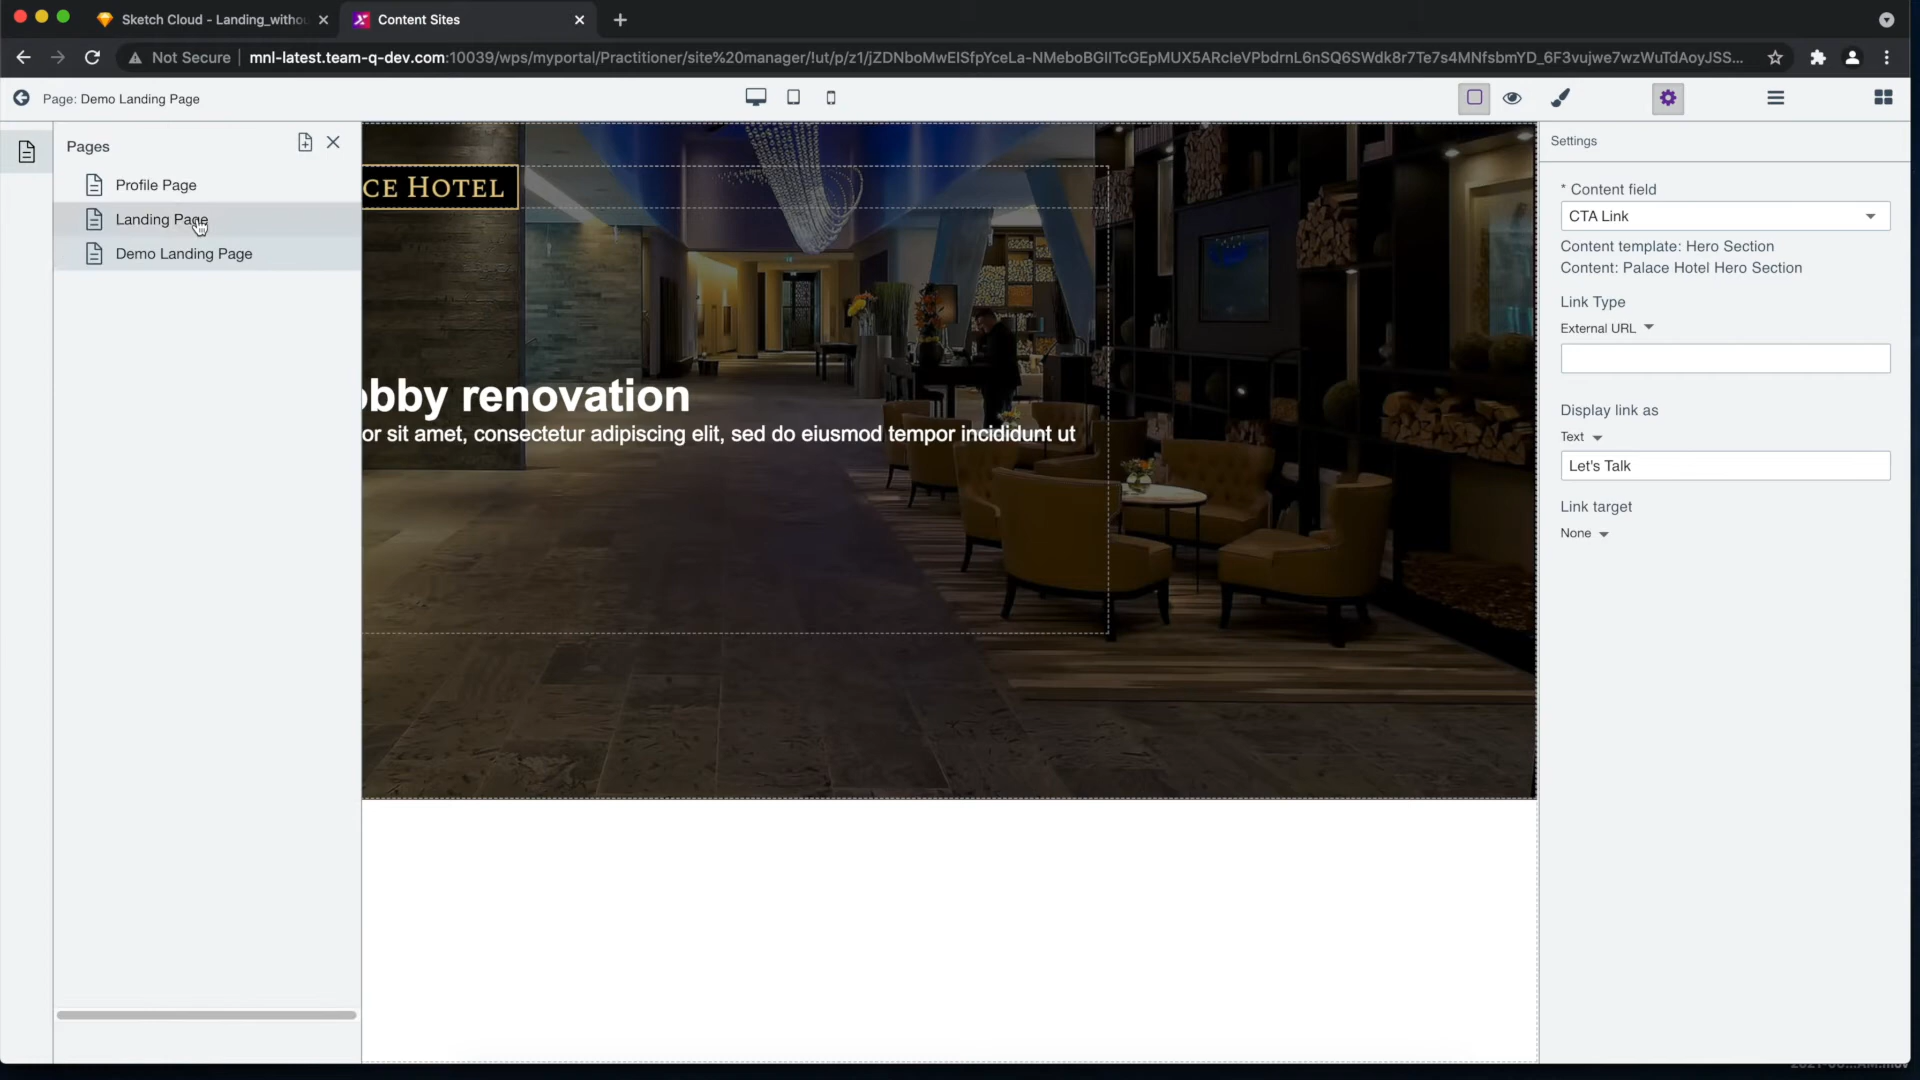 Sketch Cloud - Landing_witho
Content Sites
Not Secure
mnl-latest.team-q-dev.com:10039/wps/myportal/Practitioner/site%20manager/!ut/p/z1/jZDNboMwEISfpYceLa-NMeboBGIITcGEpMUX5ARcleVPbdrnL6nSQ6SWdk8r7Te7s4MNfsbmYD_6F3vujwe7wzWuTdAoyJSS...
Page: Demo Landing Page
Pages
Profile Page
Landing Page
Demo Landing Page
CE HOTEL
obby renovation
or sit amet, consectetur adipiscing elit, sed do eiusmod tempor incididunt ut
Settings
* Content field
CTA Link
Content template: Hero Section
Content: Palace Hotel Hero Section
Link Type
External URL
Display link as
Text
Let's Talk
Link target
None